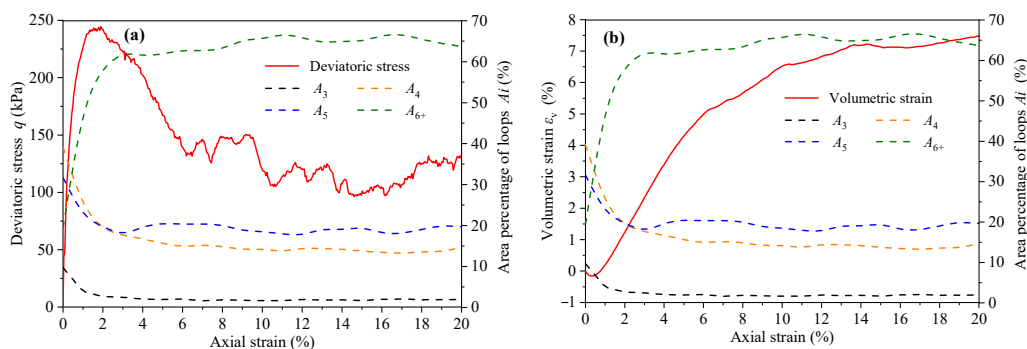 (a)
Deviatoric stress
A3
A4
A5
A6+
Deviatoric stress q (kPa)
250
200
150
100
50
0
Area percentage of loops Ai (%)
70
60
50
40
30
20
10
0
0 2 4 6 8 10 12 14 16 18 20
Axial strain (%)
(b)
Volumetric strain
A3
A4
A5
A6+
Volumetric strain εv (%)
8
7
6
5
4
3
2
1
0
−1
Area percentage of loops Ai (%)
70
60
50
40
30
20
10
0
0 2 4 6 8 10 12 14 16 18 20
Axial strain (%)